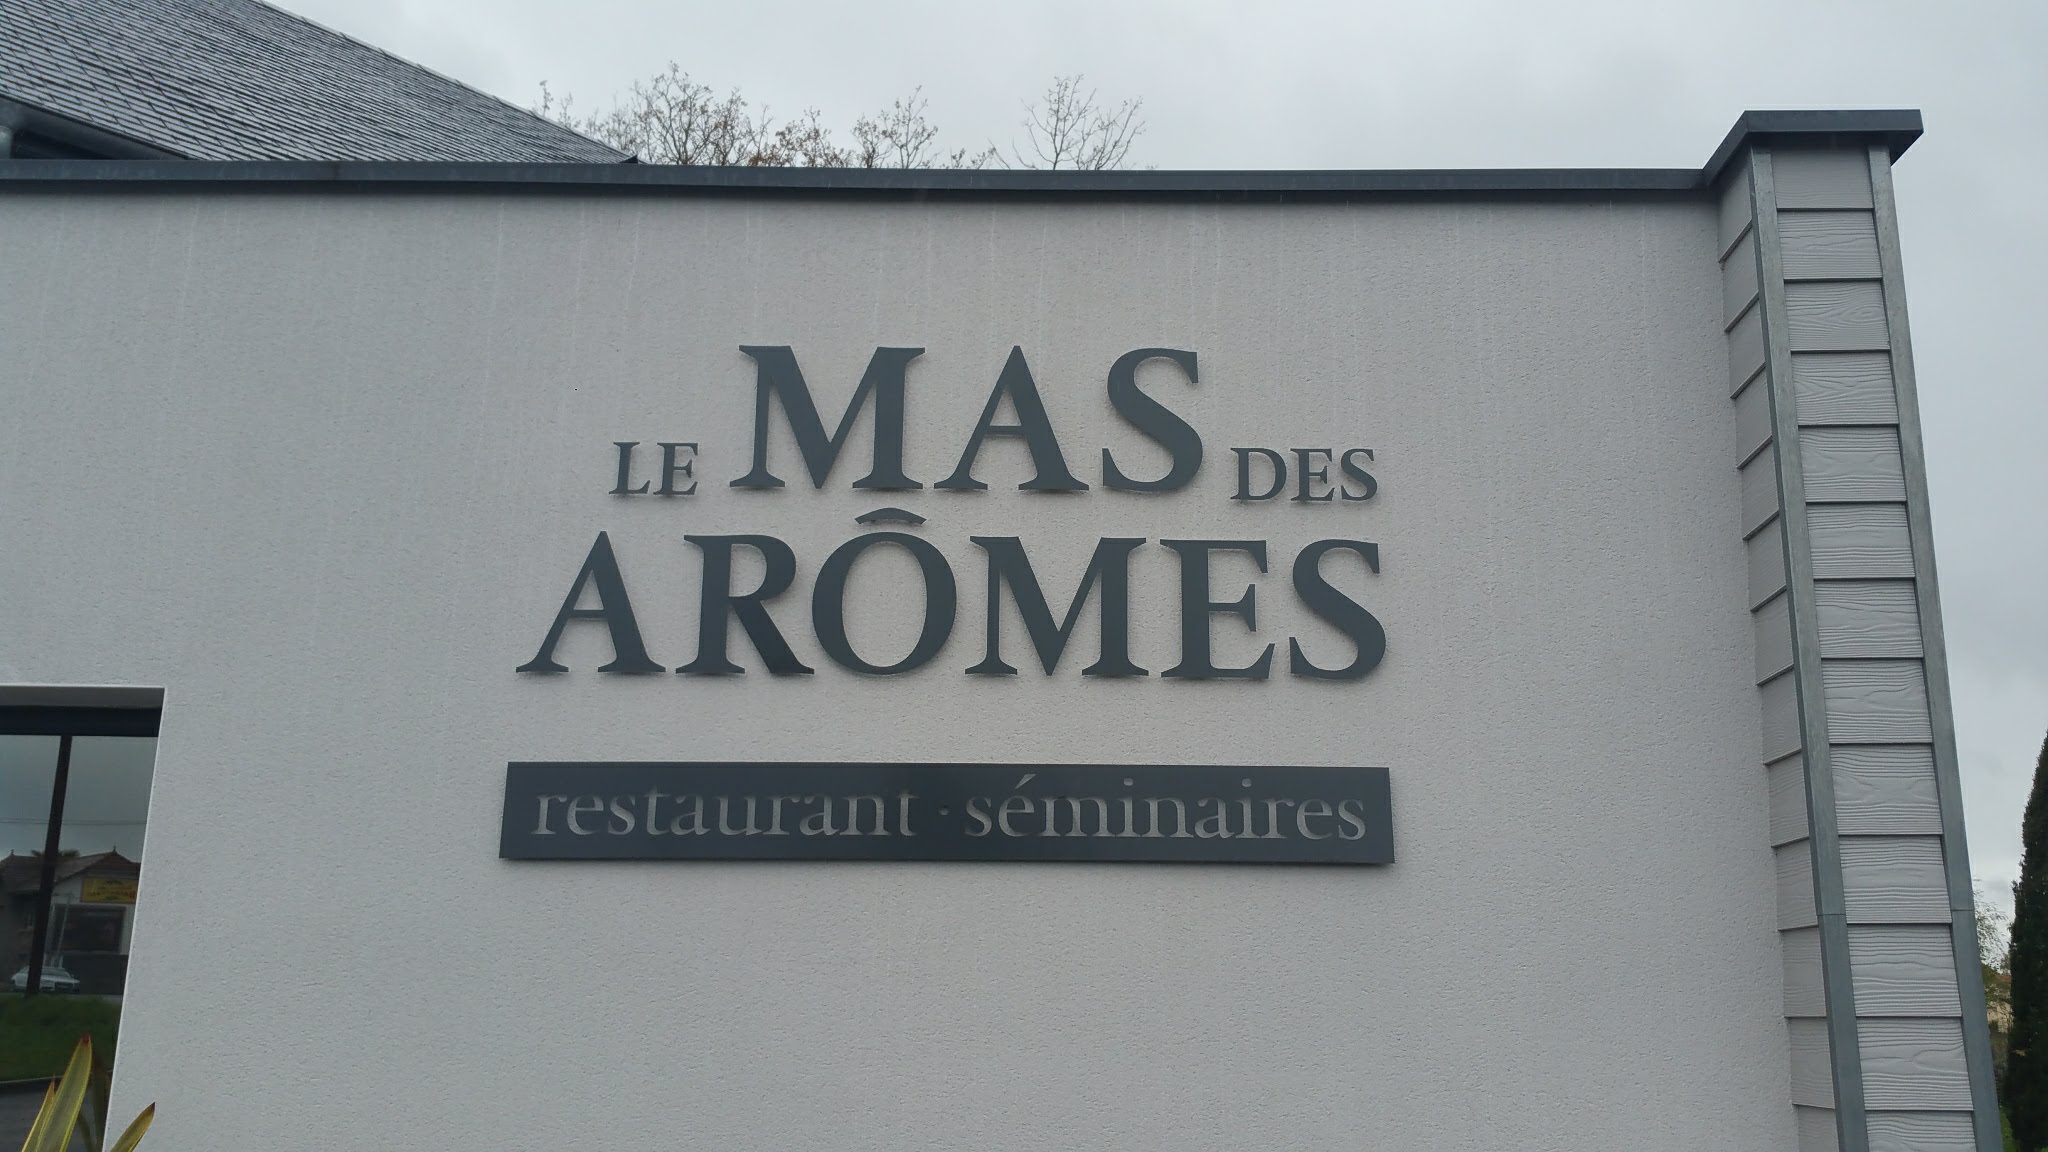 LE MAS DES
ARÔMES
restaurant · séminaires